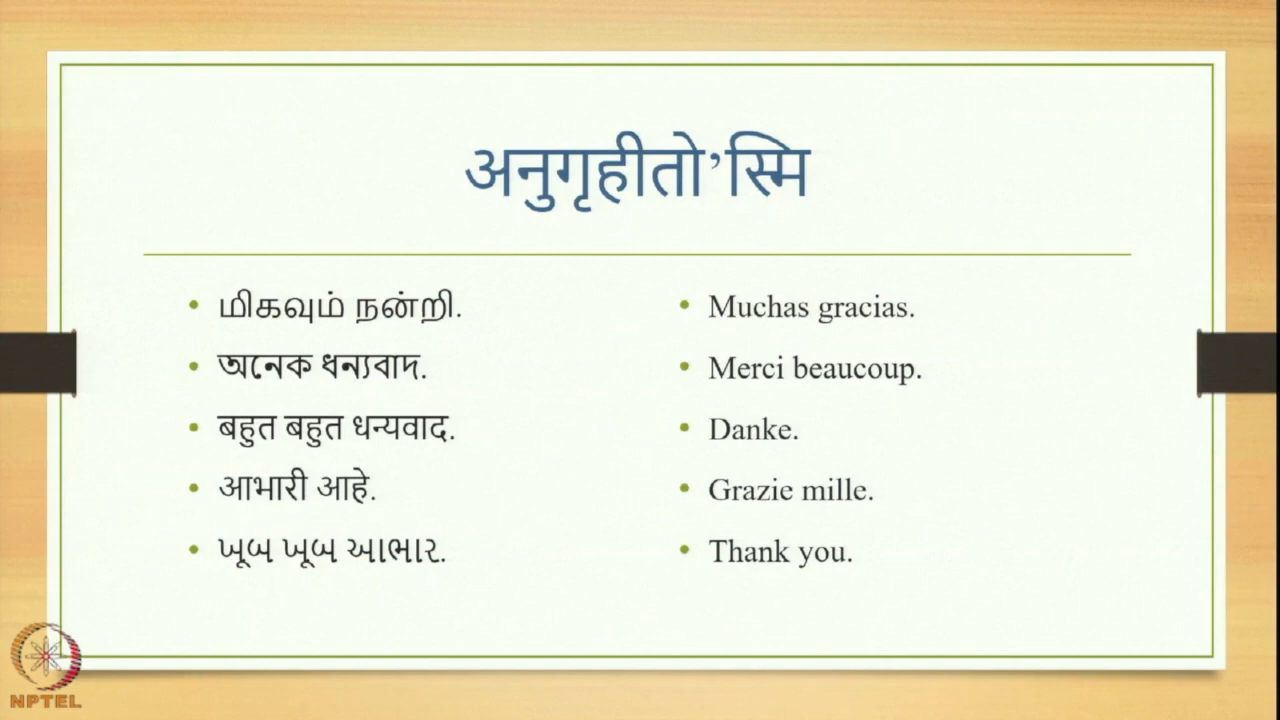 अनुगृहीतो’स्मि
மிகவும் நன்றி.
অনেক ধন্যবাদ.
बहुत बहुत धन्यवाद.
आभारी आहे.
ખૂબ ખૂબ આભાર.
Muchas gracias.
Merci beaucoup.
Danke.
Grazie mille.
Thank you.
NPTEL